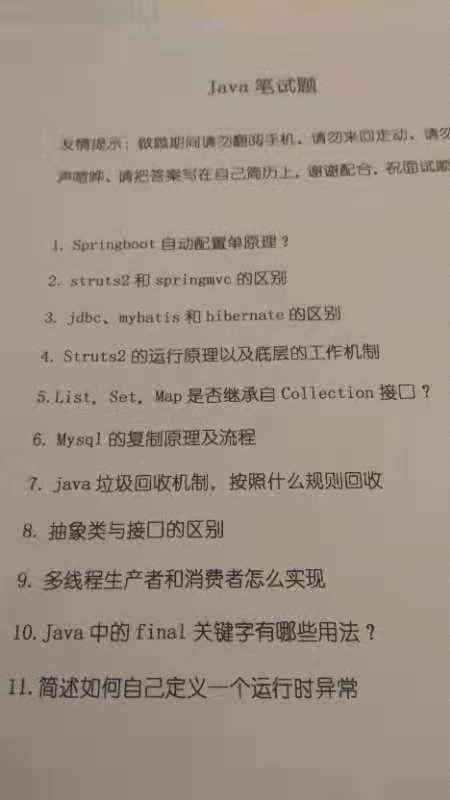 Java 笔试题
友情提示：做题期间请勿翻阅手机、请勿来回走动、请勿
声喧哗、请把答案写在自己简历上，谢谢配合，祝面试顺
1. Springboot 自动配置单原理？
2. struts2 和 springmvc 的区别
3. jdbc、mybatis 和 hibernate 的区别
4. Struts2 的运行原理以及底层的工作机制
5.List, Set, Map 是否继承自 Collection 接口？
6. Mysql 的复制原理及流程
7. java 垃圾回收机制，按照什么规则回收
8. 抽象类与接口的区别
9. 多线程生产者和消费者怎么实现
10.Java 中的 final 关键字有哪些用法？
11.简述如何自己定义一个运行时异常